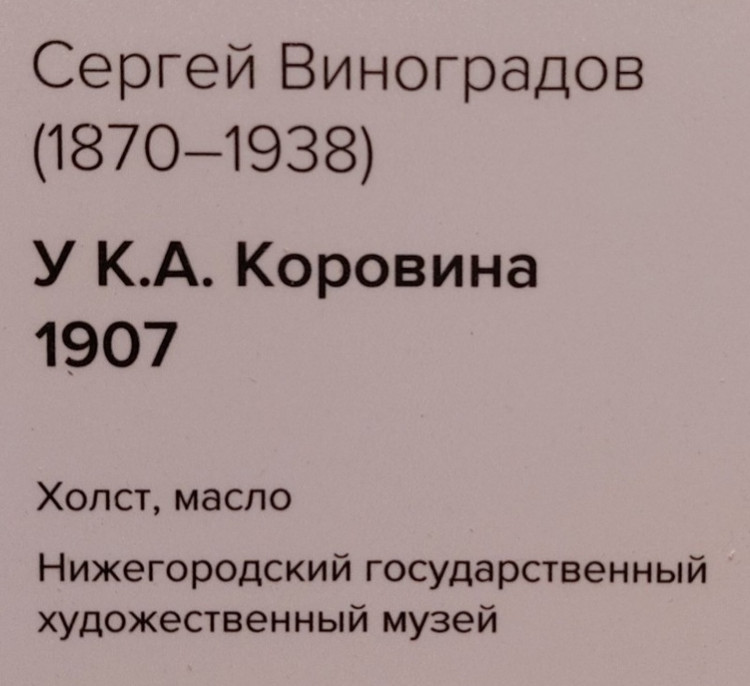 Сергей Виноградов
(1870–1938)
У К.А. Коровина
1907
Холст, масло
Нижегородский государственный
художественный музей